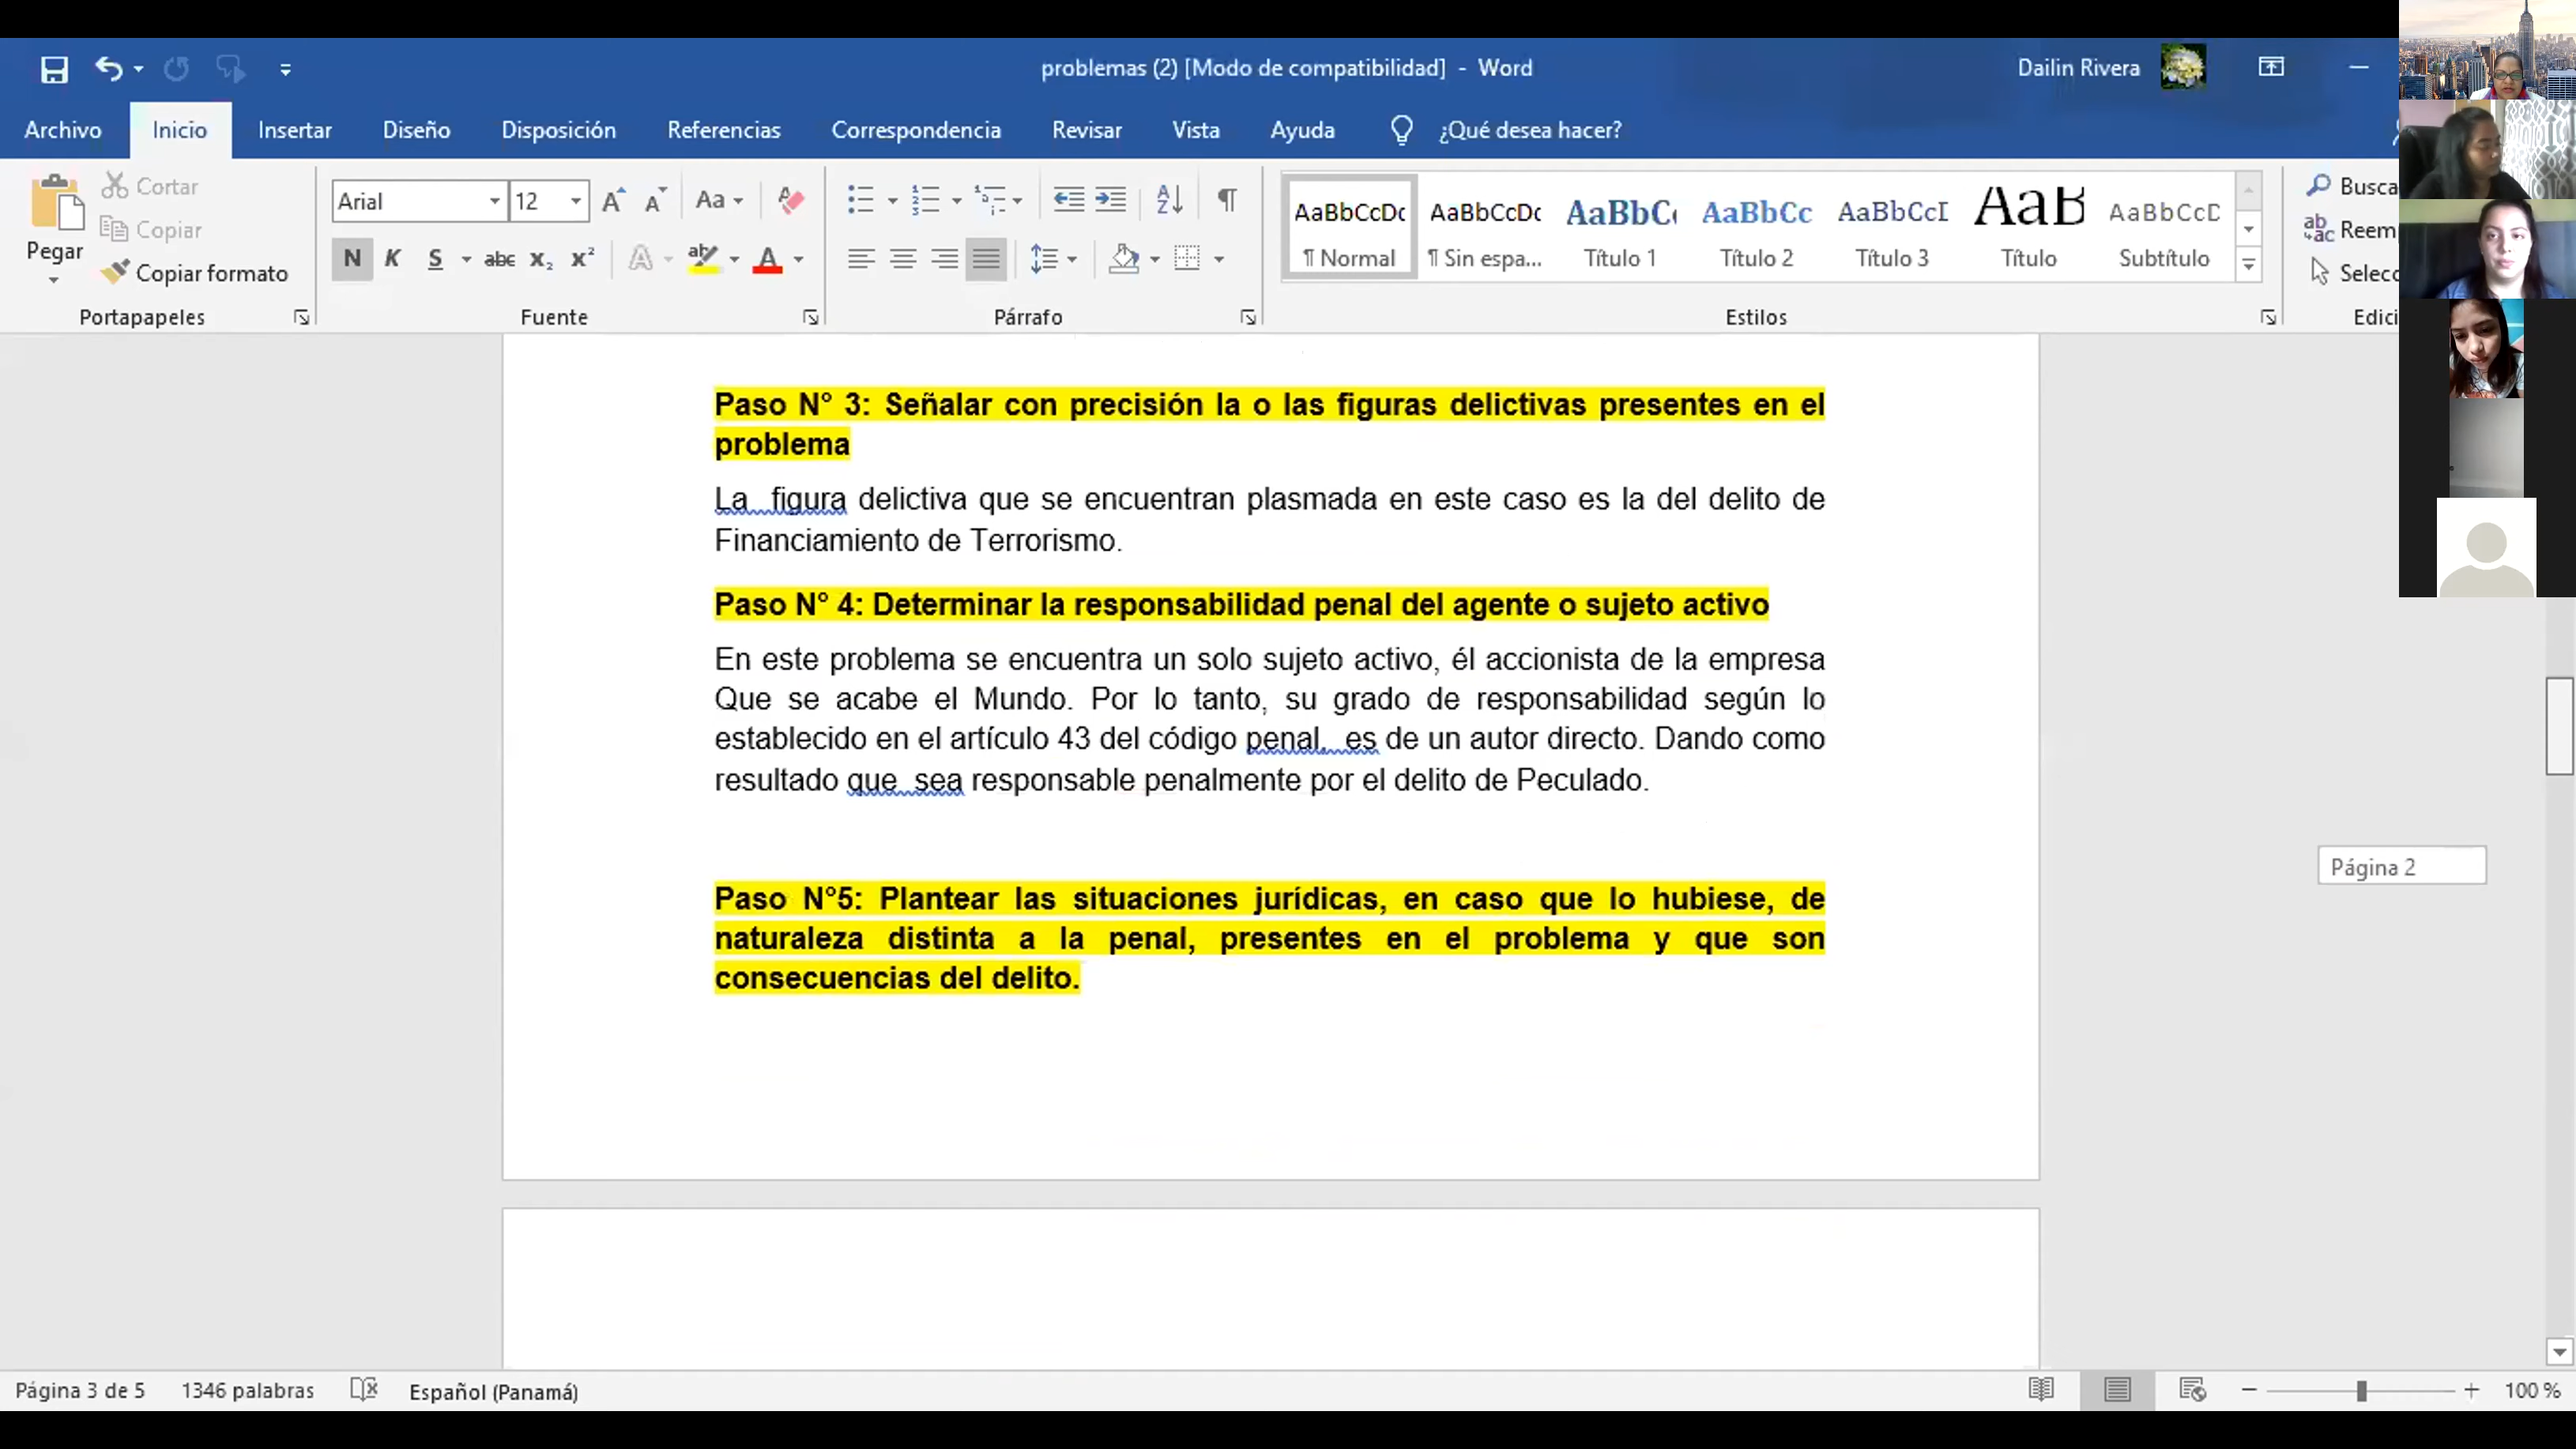 problemas (2) [Modo de compatibilidad] - Word
Dailin Rivera
Archivo Inicio Insertar Diseño Disposición Referencias Correspondencia Revisar Vista Ayuda ¿Qué desea hacer?
Pegar
Cortar
Copiar
Copiar formato
Portapapeles
Arial 12
Aa
N K S abc x₂ x²
Fuente
Párrafo
AaBbCcDc AaBbCcDc AaBbC AaBbCc AaBbCcI AaB AaBbCcD
¶ Normal ¶ Sin espa... Título 1 Título 2 Título 3 Título Subtítulo
Estilos
Busca
Reem
Selec
Edici
Paso N° 3: Señalar con precisión la o las figuras delictivas presentes en el
problema
La figura delictiva que se encuentran plasmada en este caso es la del delito de
Financiamiento de Terrorismo.
Paso N° 4: Determinar la responsabilidad penal del agente o sujeto activo
En este problema se encuentra un solo sujeto activo, él accionista de la empresa
Que se acabe el Mundo. Por lo tanto, su grado de responsabilidad según lo
establecido en el artículo 43 del código penal, es de un autor directo. Dando como
resultado que sea responsable penalmente por el delito de Peculado.
Paso N°5: Plantear las situaciones jurídicas, en caso que lo hubiese, de
naturaleza distinta a la penal, presentes en el problema y que son
consecuencias del delito.
Página 2
Página 3 de 5 1346 palabras Español (Panamá) 100 %